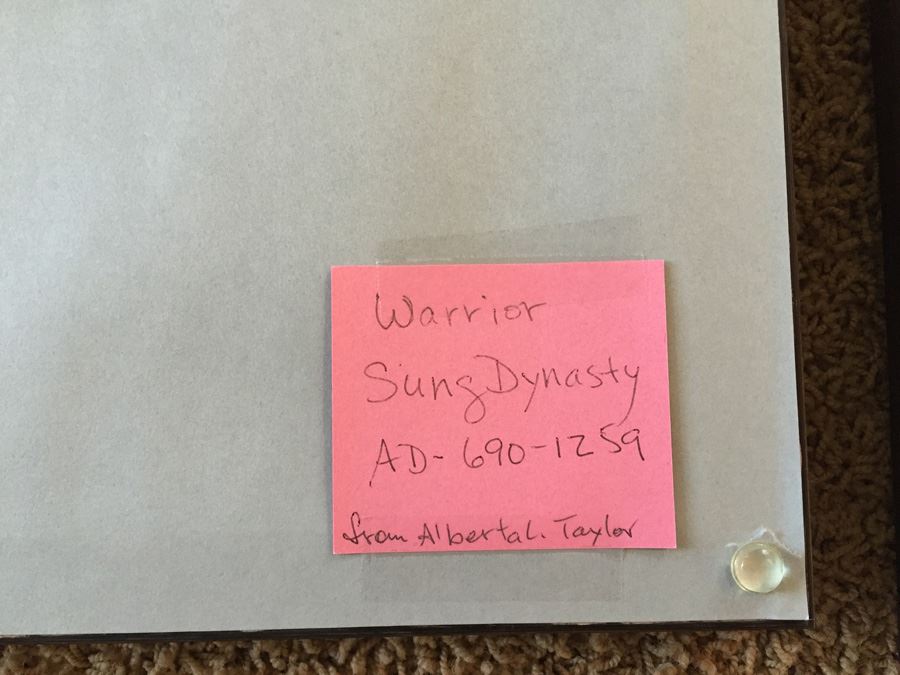 Warrior
Sung Dynasty
AD- 690-1259
from Alberta L. Taylor